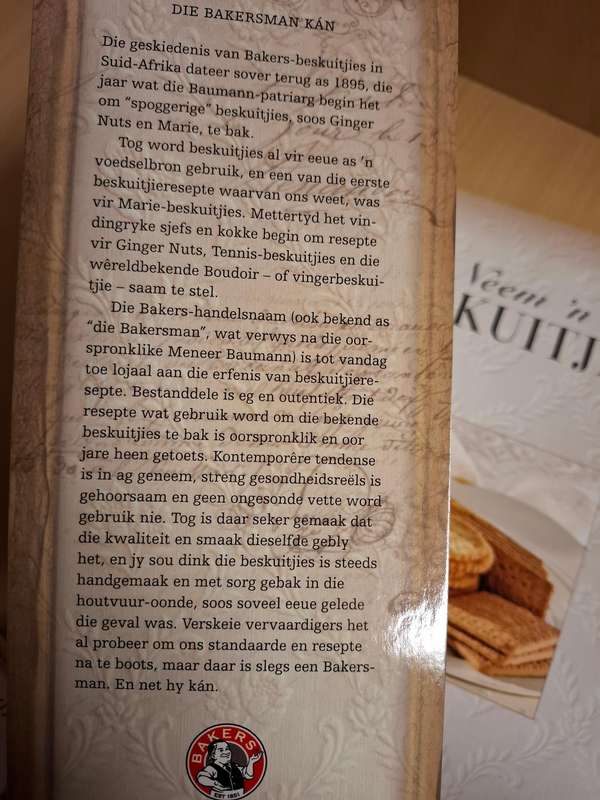 DIE BAKERSMAN KÁN
Die geskiedenis van Bakers-beskuitjies in
Suid-Afrika dateer sover terug as 1895, die
jaar wat die Baumann-patriarg begin het
om “spoggerige” beskuitjies, soos Ginger
Nuts en Marie, te bak.
Tog word beskuitjies al vir eeue as ’n
voedselbron gebruik, en een van die eerste
beskuitjieresepte waarvan ons weet, was
vir Marie-beskuitjies. Mettertyd het vin-
dingryke sjefs en kokke begin om resepte
vir Ginger Nuts, Tennis-beskuitjies en die
wêreldbekende Boudoir – of vingerbeskui-
tjie – saam te stel.
Die Bakers-handelsnaam (ook bekend as
“die Bakersman”, wat verwys na die oor-
spronklike Meneer Baumann) is tot vandag
toe lojaal aan die erfenis van beskuitjiere-
septe. Bestanddele is eg en outentiek. Die
resepte wat gebruik word om die bekende
beskuitjies te bak is oorspronklik en oor
jare heen getoets. Kontemporêre tendense
is in ag geneem, streng gesondheidsreëls is
gehoorsaam en geen ongesonde vette word
gebruik nie. Tog is daar seker gemaak dat
die kwaliteit en smaak dieselfde gebly
het, en jy sou dink die beskuitjies is steeds
handgemaak en met sorg gebak in die
houtvuur-oonde, soos soveel eeue gelede
die geval was. Verskeie vervaardigers het
al probeer om ons standaarde en resepte
na te boots, maar daar is slegs een Bakers-
man. En net hy kán.
BAKERS
EST 1851
Neem ’n
KUITJ